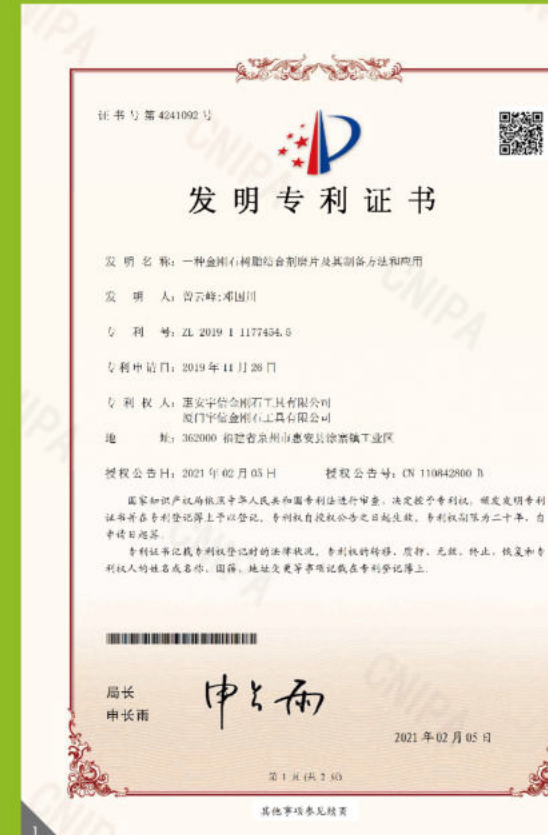 证书号第4241092号
发明专利证书
发 明 名 称：一种金刚石树脂结合剂磨片及其制备方法和应用
发 明 人：曾云峰;邓国川
专 利 号：ZL 2019 1 1177454.6
专利申请日：2019年11月26日
专 利 权 人：惠安宇信金刚石工具有限公司
厦门宇信金刚石工具有限公司
地 址：362000 福建省泉州市惠安县涂寨镇工业区
授权公告日：2021年02月05日 授权公告号：CN 110842800 B
国家知识产权局依照中华人民共和国专利法进行审查，决定授予专利权，颁发发明专利
证书并在专利登记簿上予以登记。专利权自授权公告之日起生效。专利权期限为二十年，自
申请日起算。
专利证书记载专利权登记时的法律状况。专利权的转移、质押、无效、终止、恢复和专
利权人的姓名或名称、国籍、地址变更等事项记载在专利登记簿上。
局长
申长雨
申长雨
2021年02月05日
第 1 页 (共 2 页)
其他事项参见续页
1
CNIPA
CNIPA
CNIPA
CNIPA